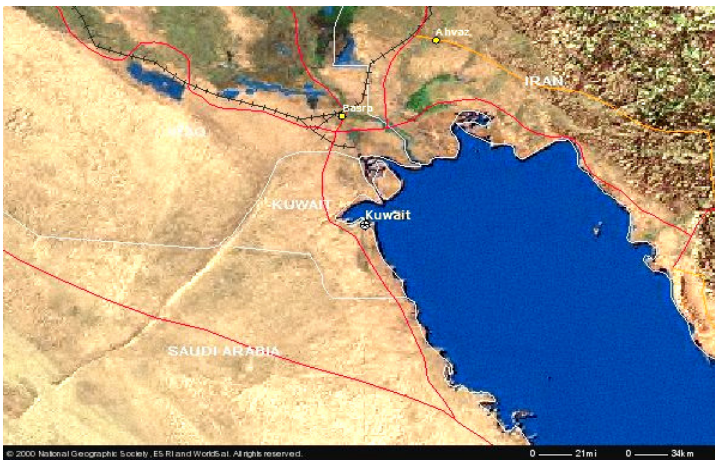 Ahvaz
IRAN
Basra
IRAQ
KUWAIT
Kuwait
SAUDI ARABIA
© 2000 National Geographic Society, ESRI and WorldSat. All rights reserved.
0 21mi 0 34km